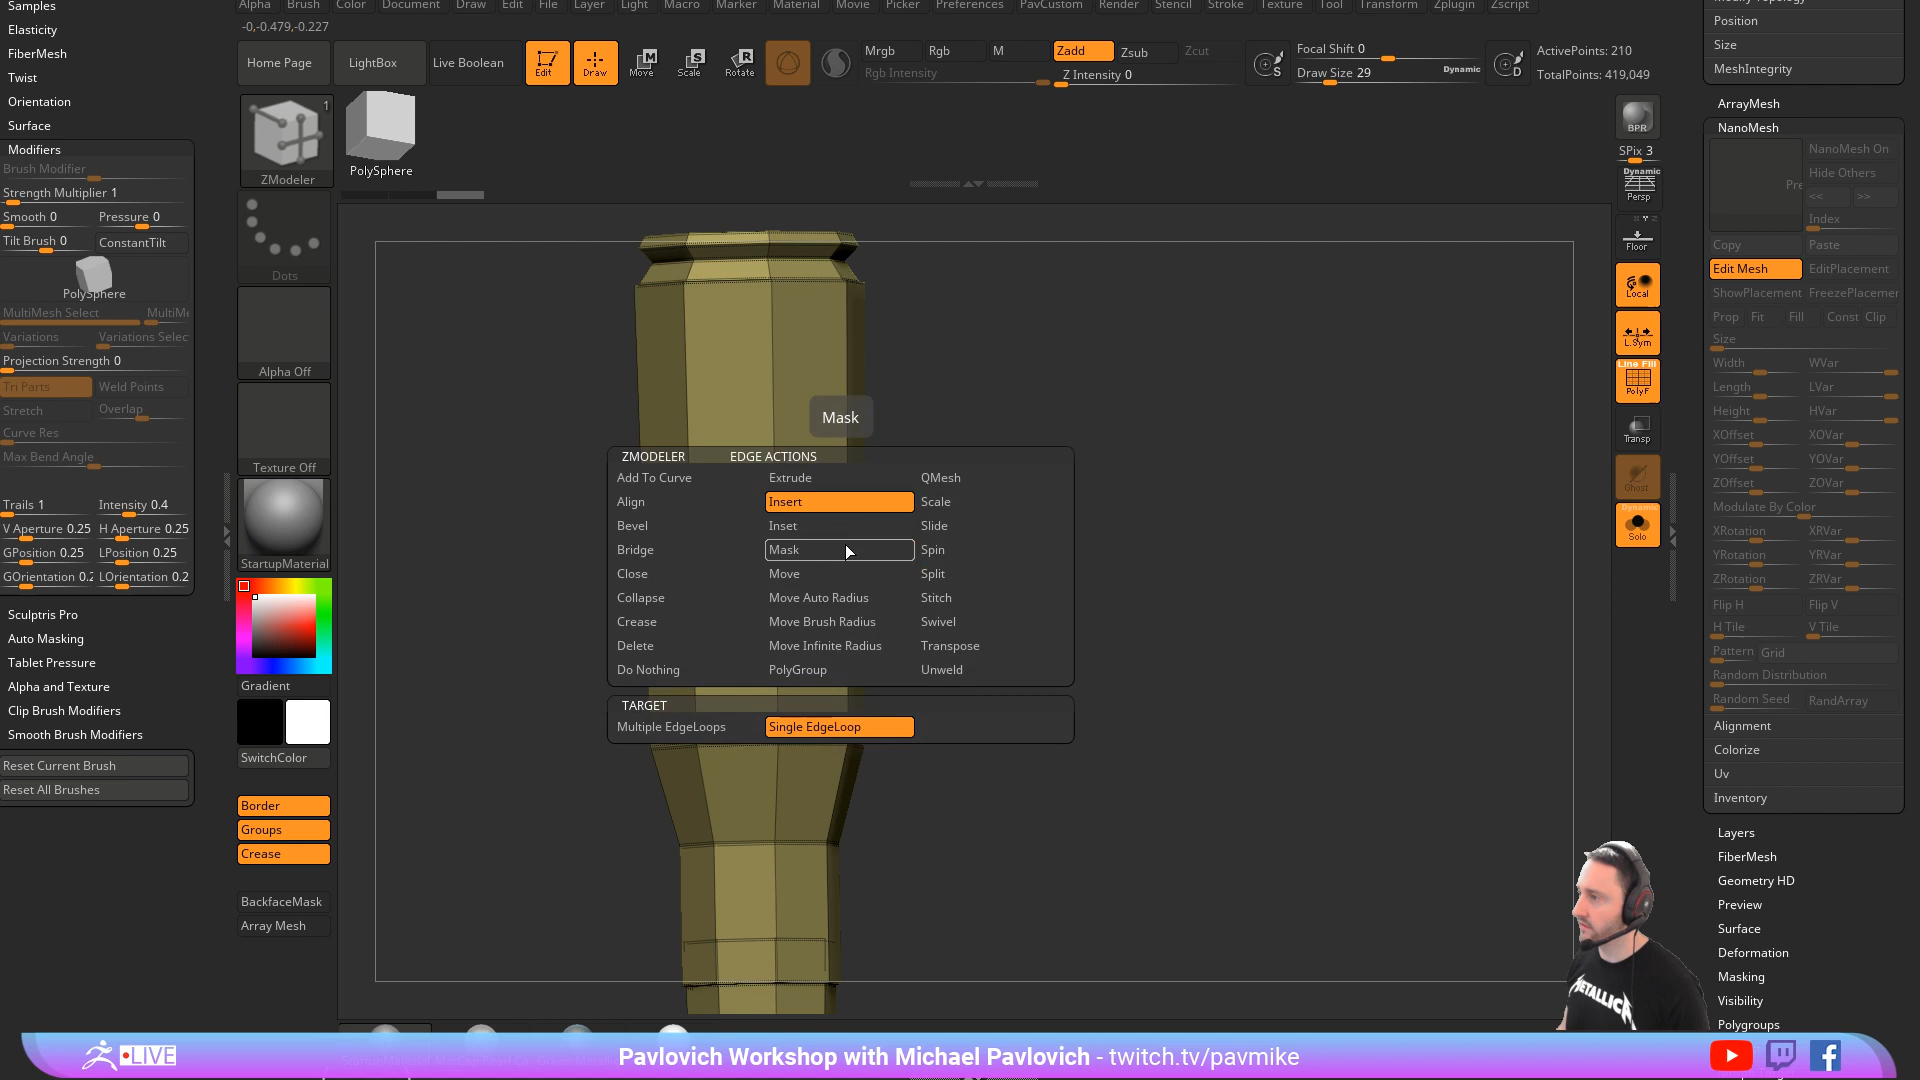 Samples
Elasticity
FiberMesh
Twist
Orientation
Surface
Modifiers
Brush Modifier
Strength Multiplier 1
Smooth 0 Pressure 0
Tilt Brush 0 ConstantTilt
PolySphere
MultiMesh Select MultiMe
Variations Variations Selec
Projection Strength 0
Tri Parts Weld Points
Stretch Overlap
Curve Res
Max Bend Angle
Trails 1 Intensity 0.4
V Aperture 0.25 H Aperture 0.25
GPosition 0.25 LPosition 0.25
GOrientation 0.2 LOrientation 0.2
Sculptris Pro
Auto Masking
Tablet Pressure
Alpha and Texture
Clip Brush Modifiers
Smooth Brush Modifiers
Reset Current Brush
Reset All Brushes
Alpha Brush Color Document Draw Edit File Layer Light Macro Marker Material Movie Picker Preferences PavCustom Render Stencil Stroke Texture Tool Transform Zplugin Zscript
-0,-0.479,-0.227
Home Page LightBox Live Boolean Edit Draw Move Scale Rotate
Mrgb Rgb M Zadd Zsub Zcut
Rgb Intensity Z Intensity 0
S Focal Shift 0
Draw Size 29 Dynamic
D ActivePoints: 210
TotalPoints: 419,049
1
ZModeler
PolySphere
Dots
Alpha Off
Texture Off
StartupMaterial
Gradient
SwitchColor
Border
Groups
Crease
BackfaceMask
Array Mesh
Mask
ZMODELER EDGE ACTIONS
Add To Curve Extrude QMesh
Align Insert Scale
Bevel Inset Slide
Bridge Mask Spin
Close Move Split
Collapse Move Auto Radius Stitch
Crease Move Brush Radius Swivel
Delete Move Infinite Radius Transpose
Do Nothing PolyGroup Unweld
TARGET
Multiple EdgeLoops Single EdgeLoop
BPR
SPix 3
Dynamic
Persp
Floor
Local
L.Sym
Line Fill
PolyF
Transp
Ghost
Dynamic
Solo
Position
Size
MeshIntegrity
ArrayMesh
NanoMesh
NanoMesh On
Hide Others
<< >>
Index
Copy Paste
Edit Mesh EditPlacement
ShowPlacement FreezePlacemen
Prop Fit Fill Const Clip
Size
Width WVar
Length LVar
Height HVar
XOffset XOVar
YOffset YOVar
ZOffset ZOVar
Modulate By Color
XRotation XRVar
YRotation YRVar
ZRotation ZRVar
Flip H Flip V
H Tile V Tile
Pattern Grid
Random Distribution
Random Seed RandArray
Alignment
Colorize
Uv
Inventory
Layers
FiberMesh
Geometry HD
Preview
Surface
Deformation
Masking
Visibility
Polygroups
METALLICA
LIVE
Pavlovich Workshop with Michael Pavlovich - twitch.tv/pavmike